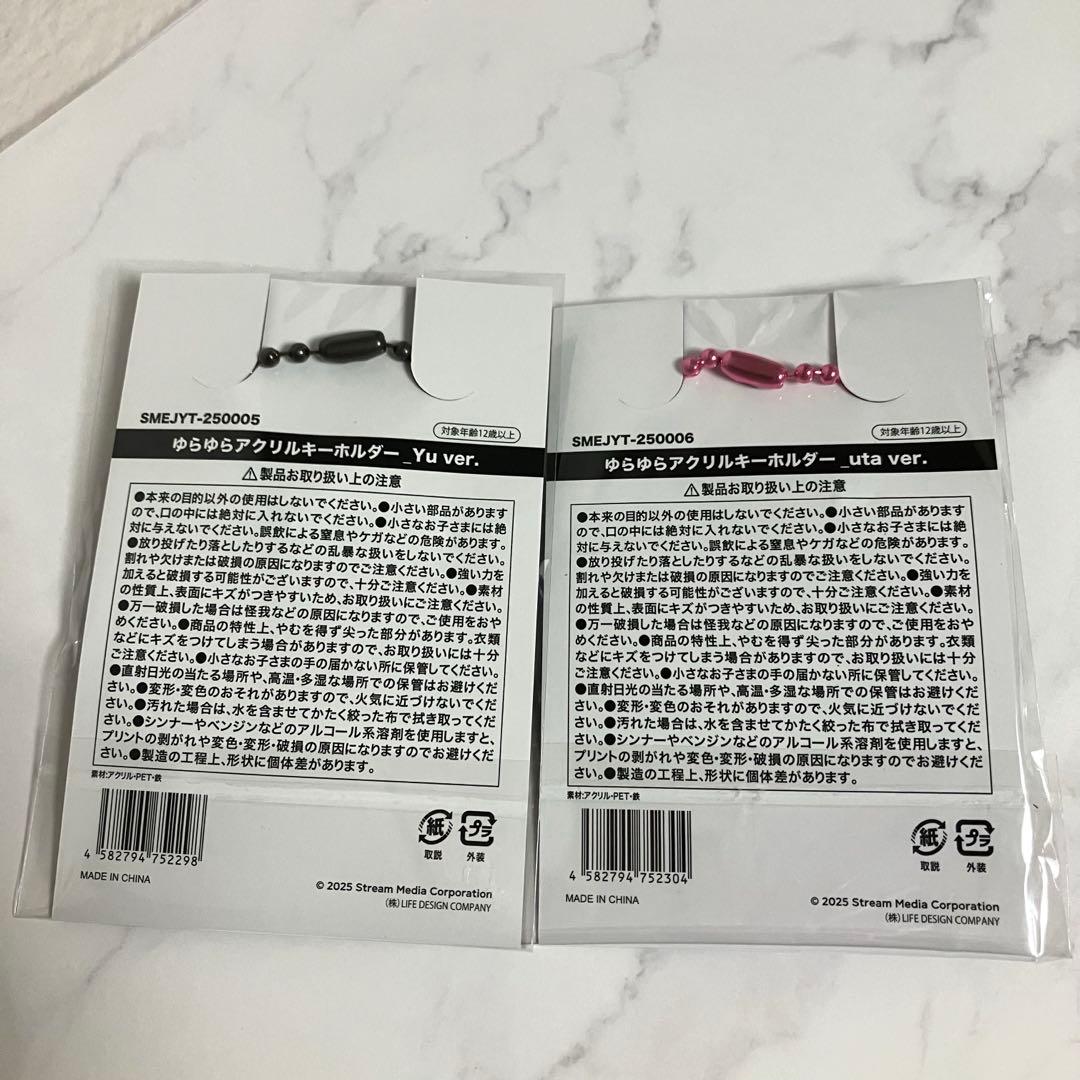 SMEJYT-250005
対象年齢12歳以上
ゆらゆらアクリルキーホルダー _Yu ver.
⚠製品お取り扱い上の注意
●本来の目的以外の使用はしないでください。●小さい部品があります
ので、口の中には絶対に入れないでください。●小さなお子さまには絶
対に与えないでください。誤飲による窒息やケガなどの危険があります。
●放り投げたり落としたりするなどの乱暴な扱いをしないでください。
割れや欠けまたは破損の原因になりますのでご注意ください。●強い力を
加えると破損する可能性がございますので、十分ご注意ください。●素材
の性質上、表面にキズがつきやすいため、お取り扱いにご注意ください。
●万一破損した場合は怪我などの原因になりますので、ご使用をおや
めください。●商品の特性上、やむを得ず尖った部分があります。衣類
などにキズをつけてしまう場合がありますので、お取り扱いには十分
ご注意ください。●小さなお子さまの手の届かない所に保管してください。
●直射日光の当たる場所や、高温・多湿な場所での保管はお避けくだ
さい。●変形・変色のおそれがありますので、火気に近づけないでくだ
さい。●汚れた場合は、水を含ませてかたく絞った布で拭き取ってくだ
さい。●シンナーやベンジンなどのアルコール系溶剤を使用しますと、
プリントの剥がれや変色・変形・破損の原因になりますのでお避けくだ
さい。●製造の工程上、形状に個体差があります。
素材:アクリル・PET・鉄
4 582794 752298
紙
取説
プラ
外装
MADE IN CHINA
© 2025 Stream Media Corporation
(株)LIFE DESIGN COMPANY
SMEJYT-250006
対象年齢12歳以上
ゆらゆらアクリルキーホルダー _uta ver.
⚠製品お取り扱い上の注意
●本来の目的以外の使用はしないでください。●小さい部品があります
ので、口の中には絶対に入れないでください。●小さなお子さまには絶
対に与えないでください。誤飲による窒息やケガなどの危険があります。
●放り投げたり落としたりするなどの乱暴な扱いをしないでください。
割れや欠けまたは破損の原因になりますのでご注意ください。●強い力を
加えると破損する可能性がございますので、十分ご注意ください。●素材
の性質上、表面にキズがつきやすいため、お取り扱いにご注意ください。
●万一破損した場合は怪我などの原因になりますので、ご使用をおや
めください。●商品の特性上、やむを得ず尖った部分があります。衣類
などにキズをつけてしまう場合がありますので、お取り扱いには十分
ご注意ください。●小さなお子さまの手の届かない所に保管してください。
●直射日光の当たる場所や、高温・多湿な場所での保管はお避けくだ
さい。●変形・変色のおそれがありますので、火気に近づけないでくだ
さい。●汚れた場合は、水を含ませてかたく絞った布で拭き取ってくだ
さい。●シンナーやベンジンなどのアルコール系溶剤を使用しますと、
プリントの剥がれや変色・変形・破損の原因になりますのでお避けくだ
さい。●製造の工程上、形状に個体差があります。
素材:アクリル・PET・鉄
4 582794 752304
紙
取説
プラ
外装
MADE IN CHINA
© 2025 Stream Media Corporation
(株)LIFE DESIGN COMPANY